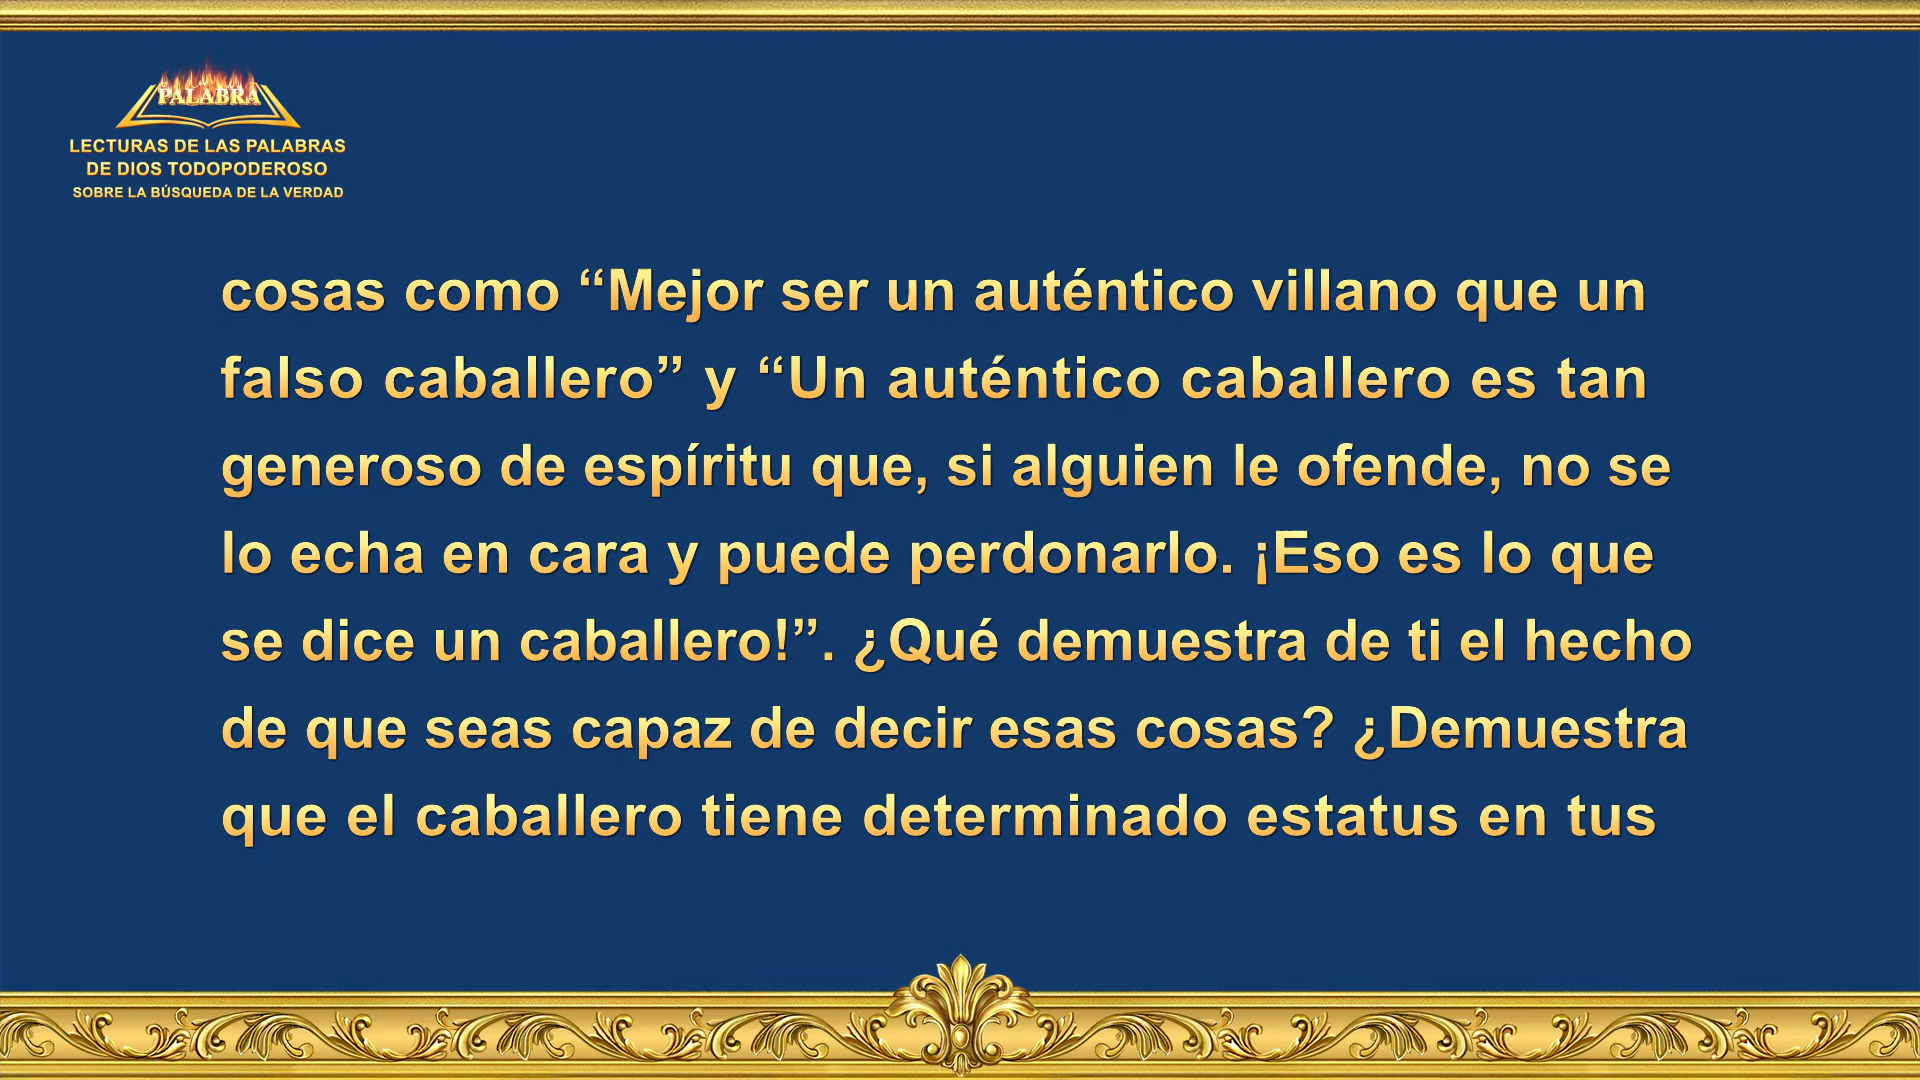 PALABRA
LECTURAS DE LAS PALABRAS
DE DIOS TODOPODEROSO
SOBRE LA BÚSQUEDA DE LA VERDAD
cosas como “Mejor ser un auténtico villano que un
falso caballero” y “Un auténtico caballero es tan
generoso de espíritu que, si alguien le ofende, no se
lo echa en cara y puede perdonarlo. ¡Eso es lo que
se dice un caballero!”. ¿Qué demuestra de ti el hecho
de que seas capaz de decir esas cosas? ¿Demuestra
que el caballero tiene determinado estatus en tus